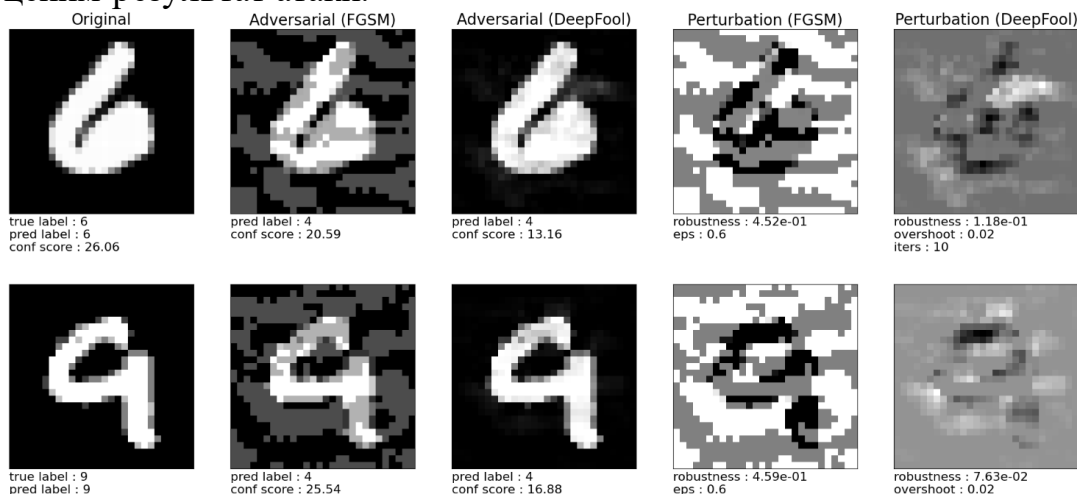 результат атаки.
Original Adversarial (FGSM) Adversarial (DeepFool) Perturbation (FGSM) Perturbation (DeepFool)
true label : 6
pred label : 6
conf score : 26.06
pred label : 4
conf score : 20.59
pred label : 4
conf score : 13.16
robustness : 4.52e-01
eps : 0.6
robustness : 1.18e-01
overshoot : 0.02
iters : 10
true label : 9
pred label : 9
pred label : 4
conf score : 25.54
pred label : 4
conf score : 16.88
robustness : 4.59e-01
eps : 0.6
robustness : 7.63e-02
overshoot : 0.02